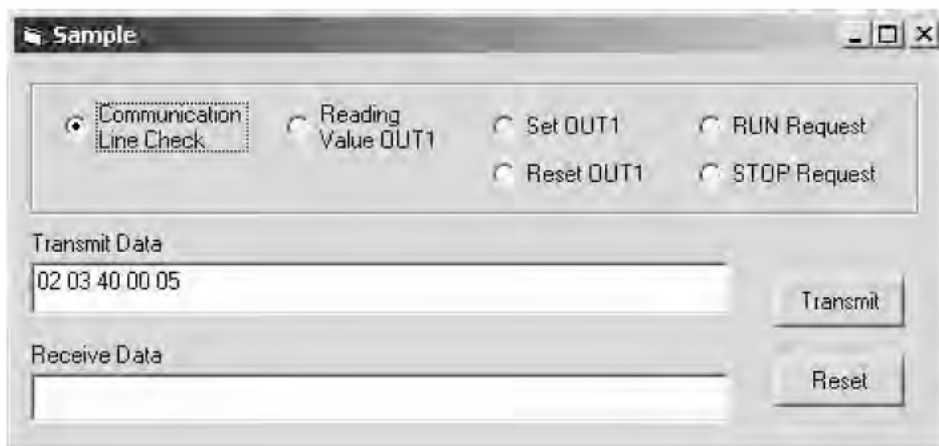 Sample
Communication
Line Check
Reading
Value OUT1
Set OUT1
Reset OUT1
RUN Request
STOP Request
Transmit Data
02 03 40 00 05
Transmit
Receive Data
Reset